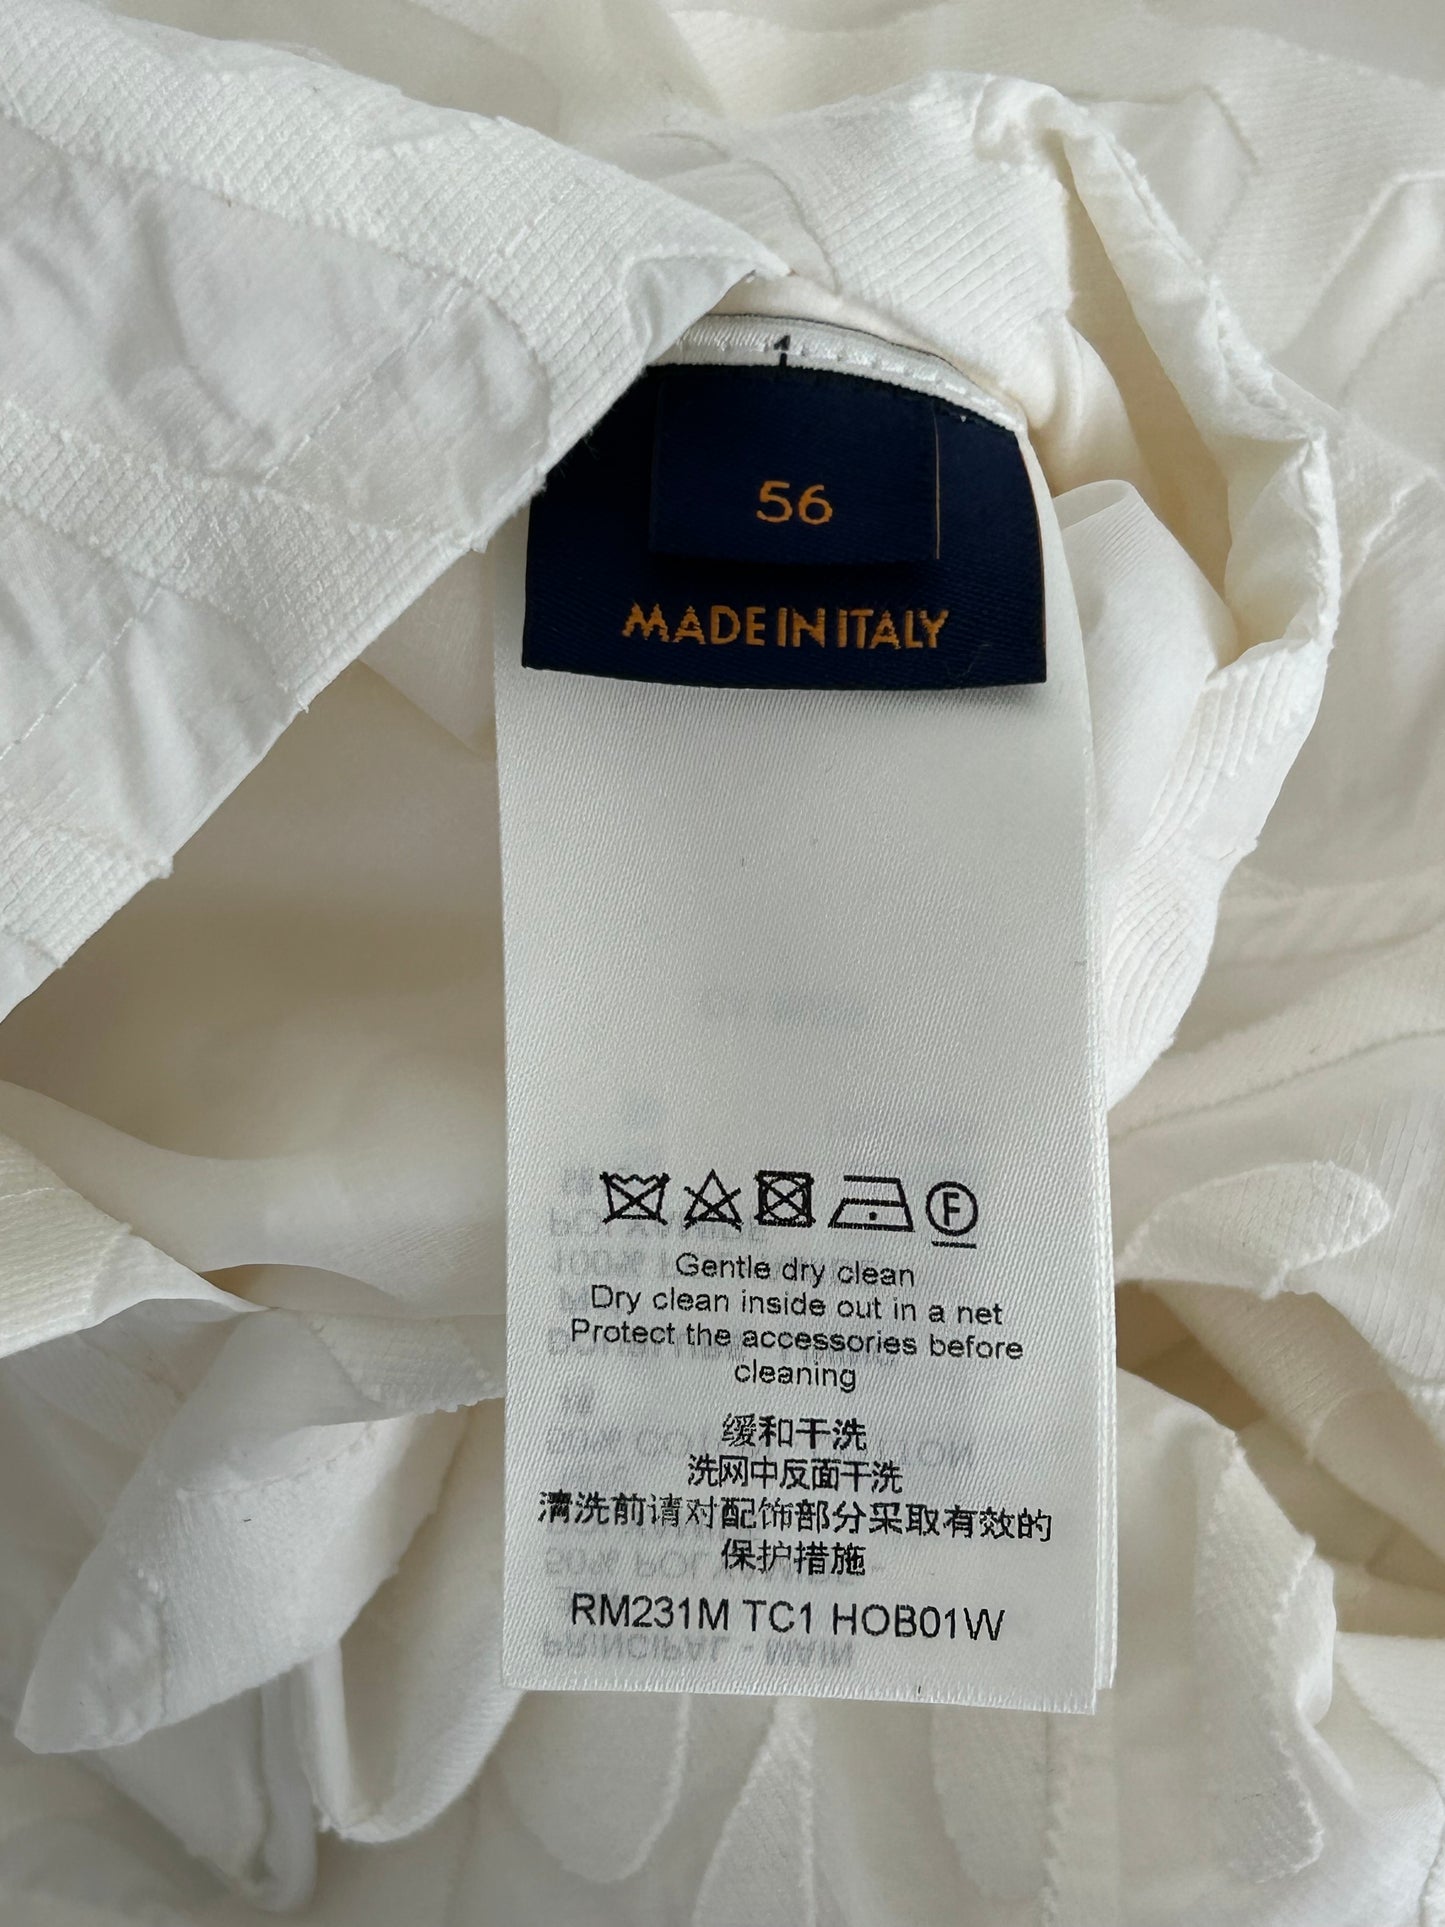 56
MADE IN ITALY
F
Gentle dry clean
Dry clean inside out in a net
Protect the accessories before
cleaning
缓和干洗
洗网中反面干洗
清洗前请对配饰部分采取有效的
保护措施
RM231M TC1 HOB01W
PRINCIPAL - MAIN